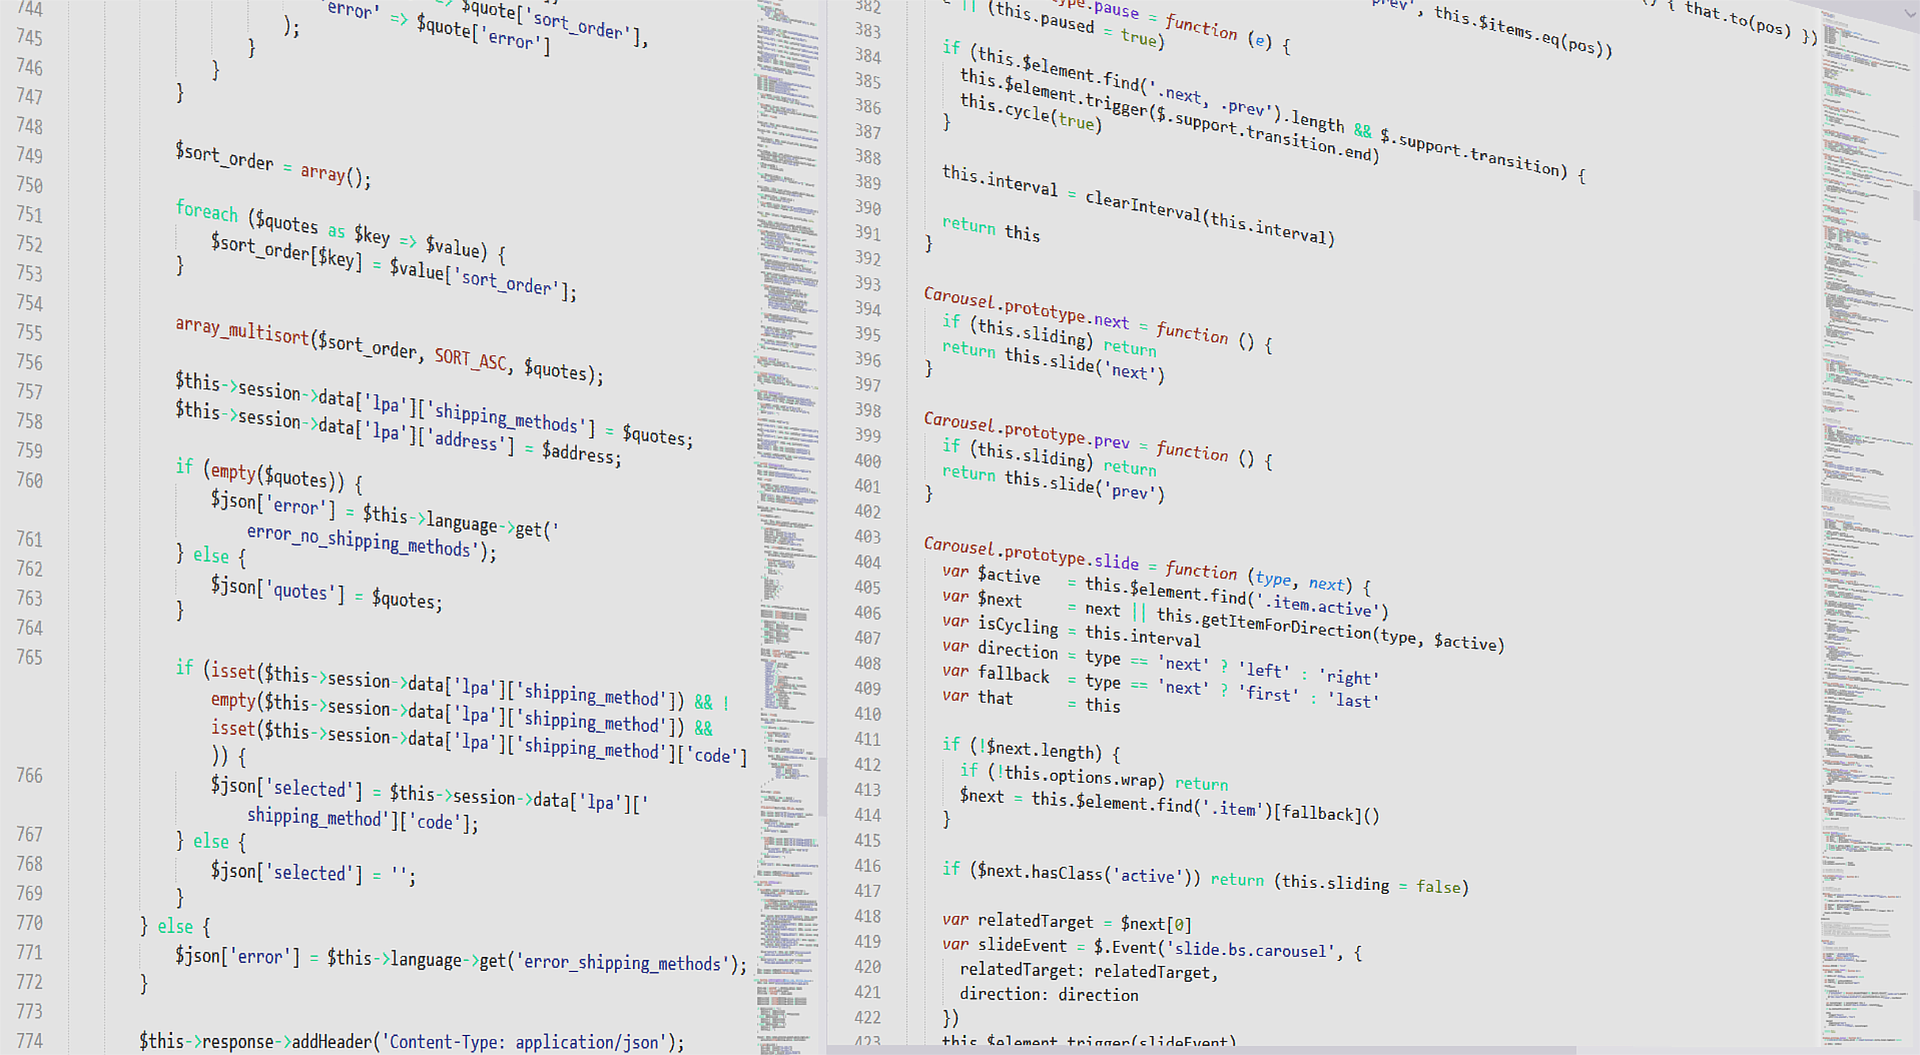 744
745
746
747
748
749
750
751
752
753
754
755
756
757
758
759
760
761
762
763
764
765
766
767
768
769
770
771
772
773
774
=> $quote['sort_order'],
'error' => $quote['error']
);
}
}
}
$sort_order = array();
foreach ($quotes as $key => $value) {
$sort_order[$key] = $value['sort_order'];
}
array_multisort($sort_order, SORT_ASC, $quotes);
$this->session->data['lpa']['shipping_methods'] = $quotes;
$this->session->data['lpa']['address'] = $address;
if (empty($quotes)) {
$json['error'] = $this->language->get('
error_no_shipping_methods');
} else {
$json['quotes'] = $quotes;
}
if (isset($this->session->data['lpa']['shipping_method']) && !
empty($this->session->data['lpa']['shipping_method']) &&
isset($this->session->data['lpa']['shipping_method']['code']
)) {
$json['selected'] = $this->session->data['lpa']['
shipping_method']['code'];
} else {
$json['selected'] = '';
}
} else {
$json['error'] = $this->language->get('error_shipping_methods');
}
$this->response->addHeader('Content-Type: application/json');
382
383
384
385
386
387
388
389
390
391
392
393
394
395
396
397
398
399
400
401
402
403
404
405
406
407
408
409
410
411
412
413
414
415
416
417
418
419
420
421
422
423
this.$items.eq(pos))
{ that.to(pos) })
.pause = function (e) {
|| (this.paused = true)
if (this.$element.find('.next, .prev').length && $.support.transition) {
this.$element.trigger($.support.transition.end)
this.cycle(true)
}
this.interval = clearInterval(this.interval)
return this
}
Carousel.prototype.next = function () {
if (this.sliding) return
return this.slide('next')
}
Carousel.prototype.prev = function () {
if (this.sliding) return
return this.slide('prev')
}
Carousel.prototype.slide = function (type, next) {
var $active = this.$element.find('.item.active')
var $next = next || this.getItemForDirection(type, $active)
var isCycling = this.interval
var direction = type == 'next' ? 'left' : 'right'
var fallback = type == 'next' ? 'first' : 'last'
var that = this
if (!$next.length) {
if (!this.options.wrap) return
$next = this.$element.find('.item')[fallback]()
}
if ($next.hasClass('active')) return (this.sliding = false)
var relatedTarget = $next[0]
var slideEvent = $.Event('slide.bs.carousel', {
relatedTarget: relatedTarget,
direction: direction
})
this.$element.trigger(slideEvent)